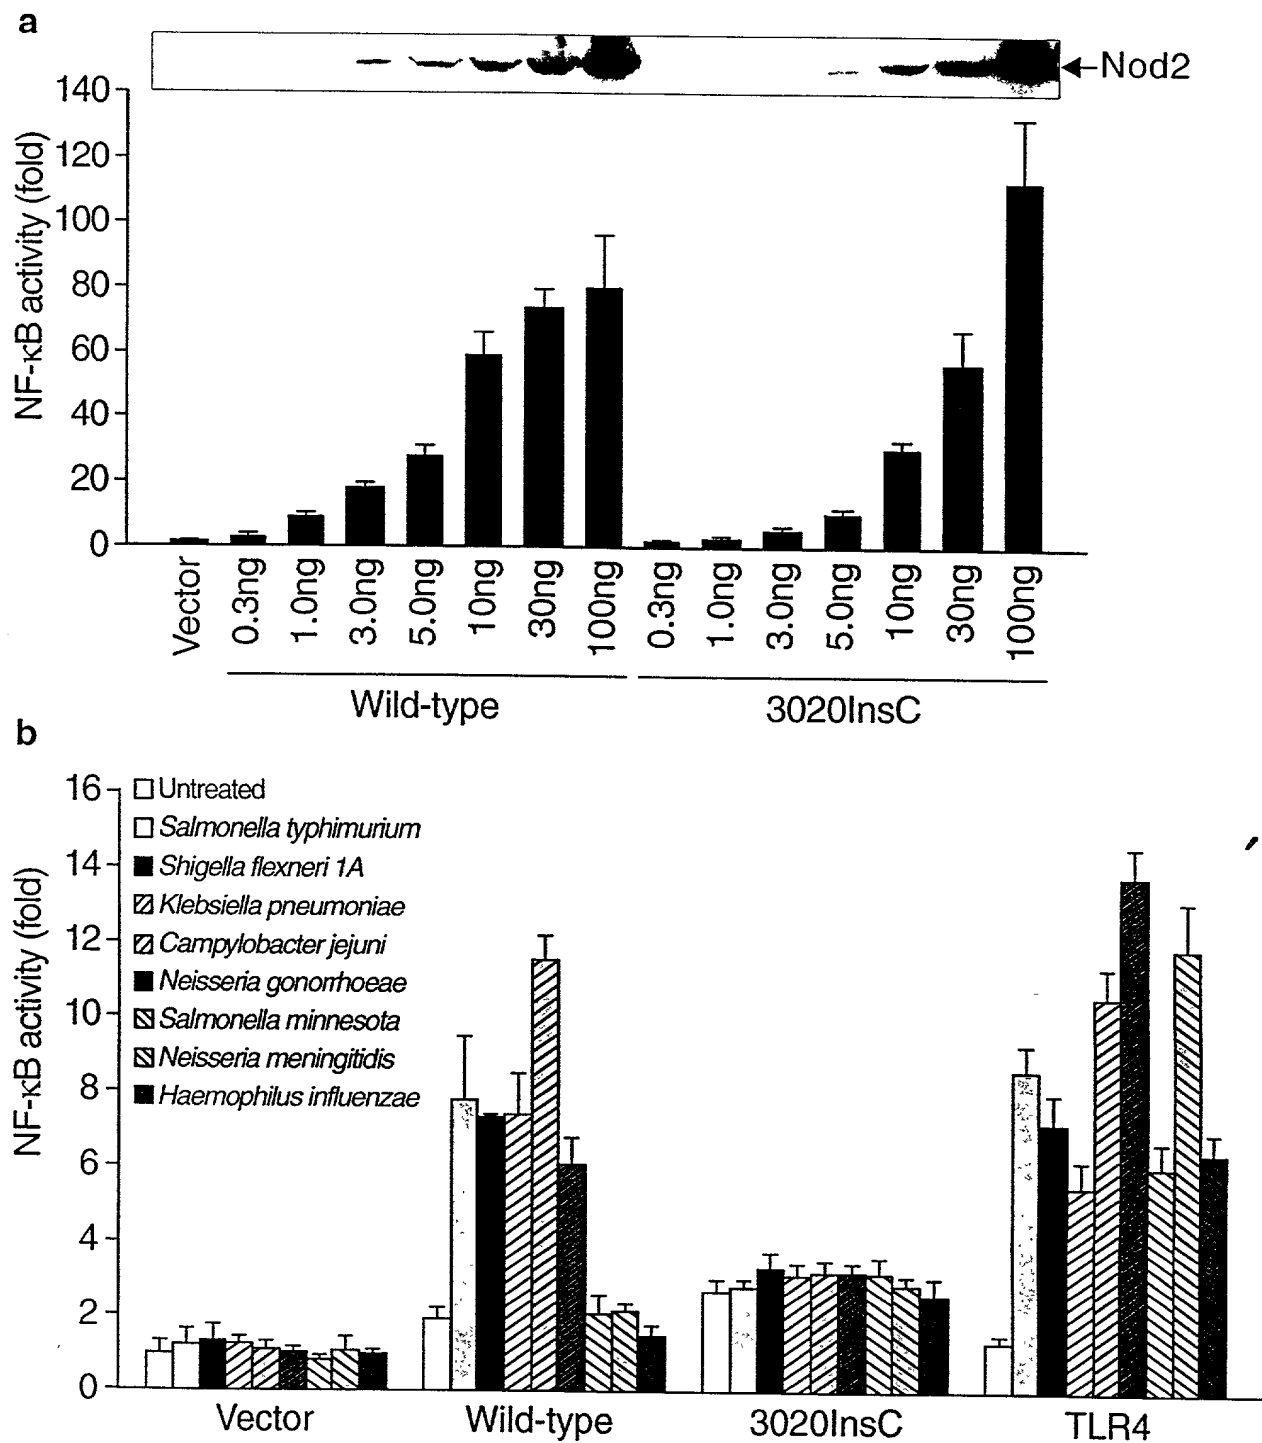 a
Nod2
NF-κB activity (fold)
140
120
100
80
60
40
20
0
Vector
0.3ng
1.0ng
3.0ng
5.0ng
10ng
30ng
100ng
0.3ng
1.0ng
3.0ng
5.0ng
10ng
30ng
100ng
Wild-type
3020InsC
b
NF-κB activity (fold)
16
14
12
10
8
6
4
2
0
Untreated
Salmonella typhimurium
Shigella flexneri 1A
Klebsiella pneumoniae
Campylobacter jejuni
Neisseria gonorrhoeae
Salmonella minnesota
Neisseria meningitidis
Haemophilus influenzae
Vector
Wild-type
3020InsC
TLR4